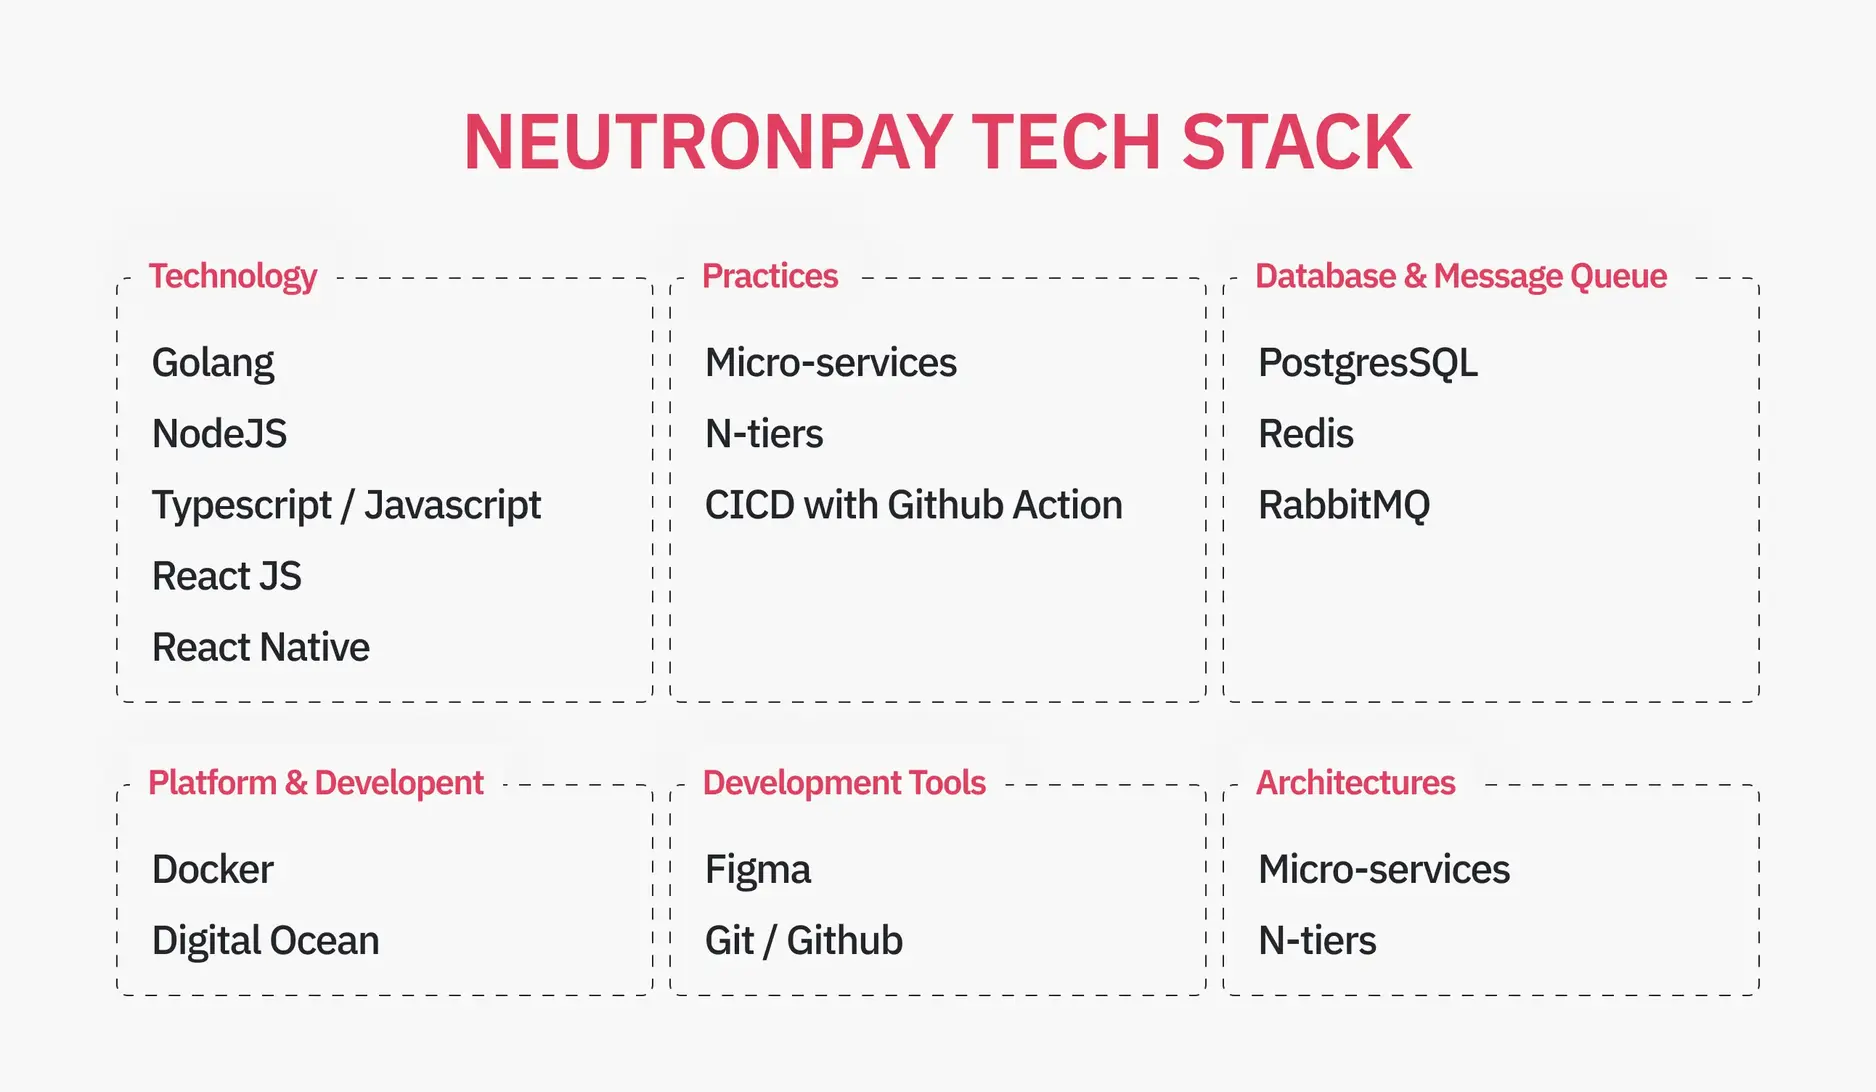 NEUTRONPAY TECH STACK
Technology
Golang
NodeJS
Typescript / Javascript
React JS
React Native
Practices
Micro-services
N-tiers
CICD with Github Action
Database & Message Queue
PostgresSQL
Redis
RabbitMQ
Platform & Developent
Docker
Digital Ocean
Development Tools
Figma
Git / Github
Architectures
Micro-services
N-tiers